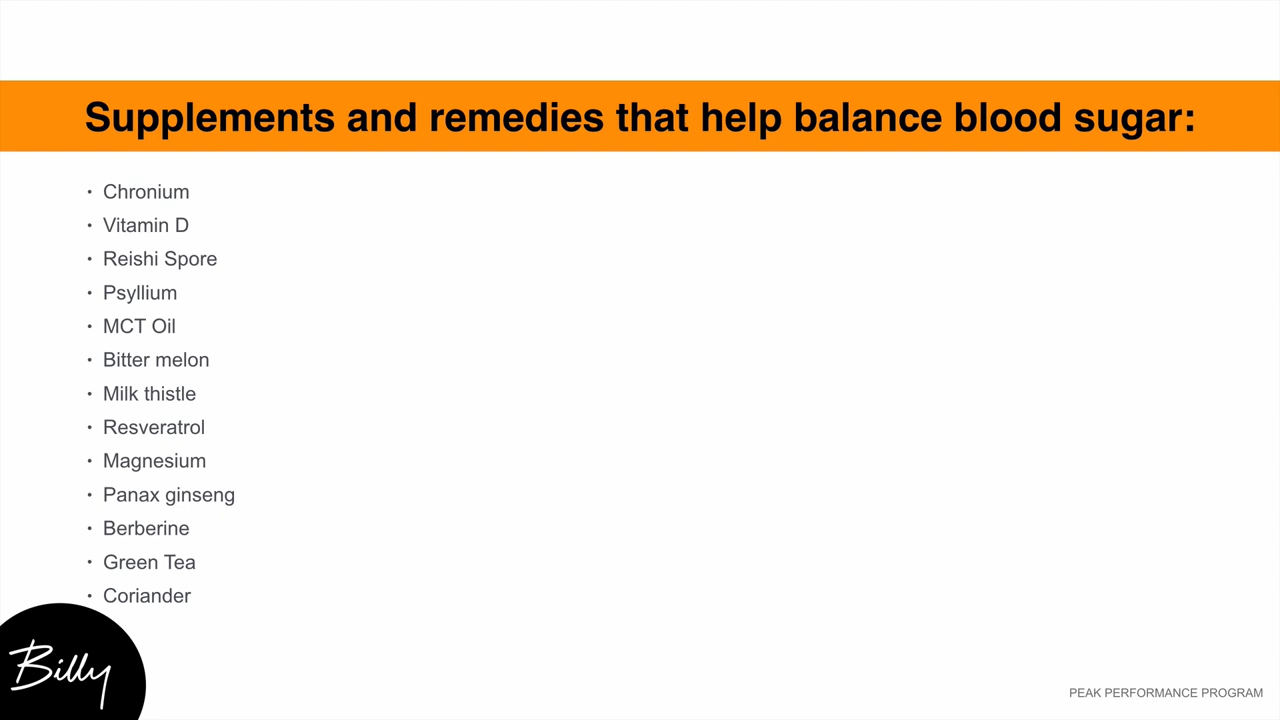 Supplements and remedies that help balance blood sugar:
• Chronium
• Vitamin D
• Reishi Spore
• Psyllium
• MCT Oil
• Bitter melon
• Milk thistle
• Resveratrol
• Magnesium
• Panax ginseng
• Berberine
• Green Tea
• Coriander
Billy
PEAK PERFORMANCE PROGRAM